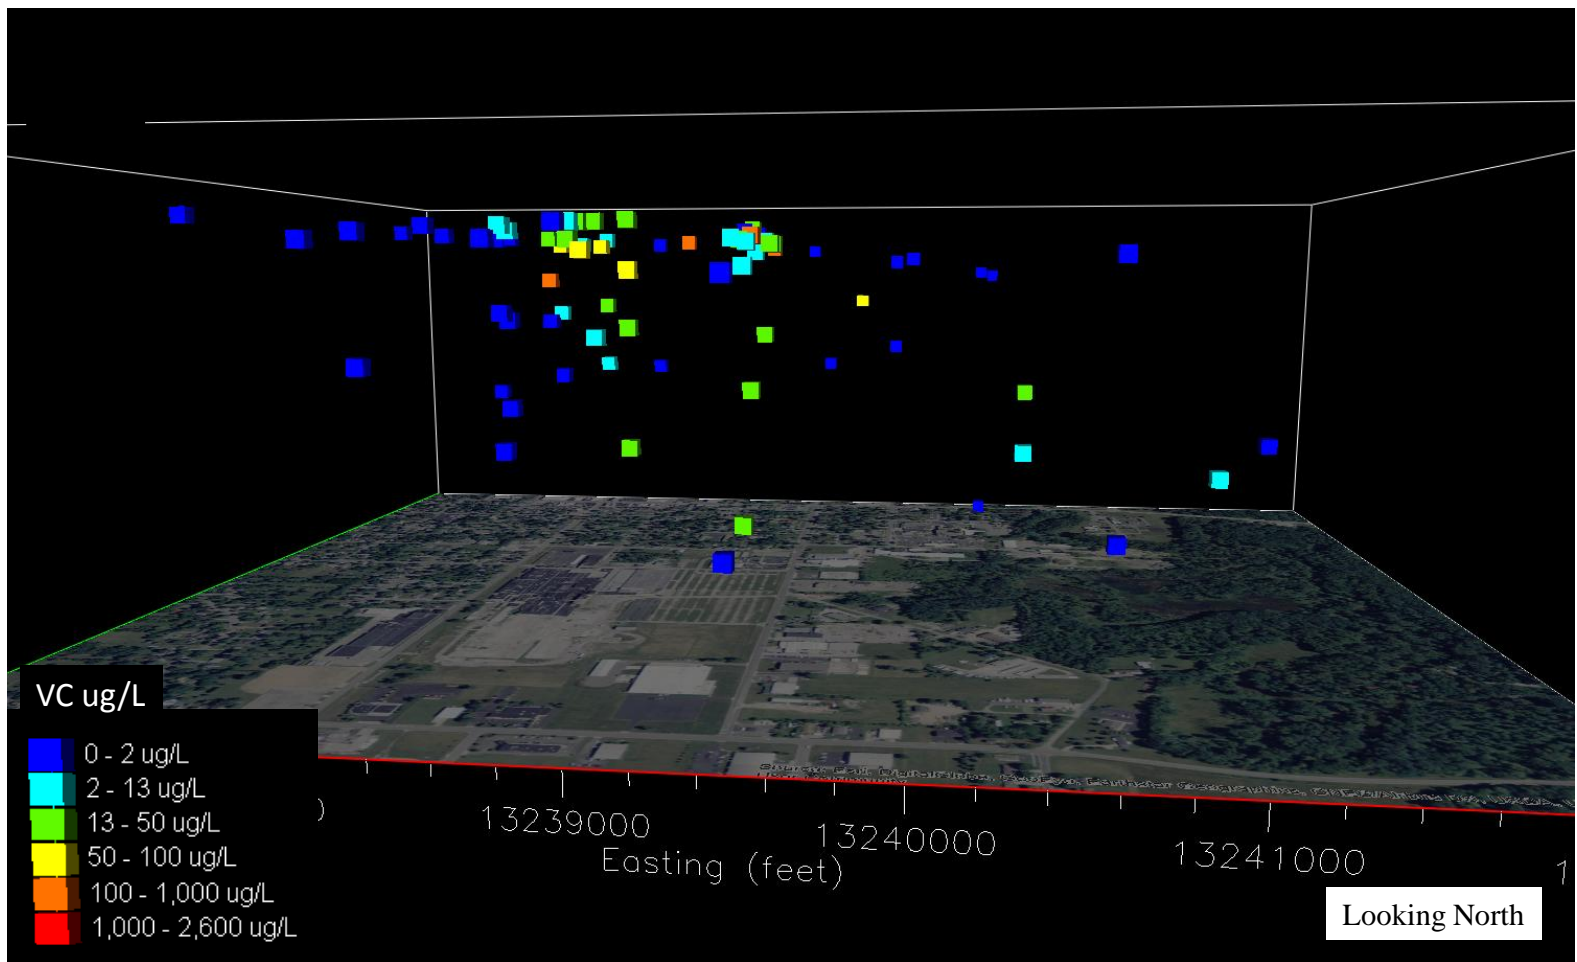 VC ug/L
0 - 2 ug/L
2 - 13 ug/L
13 - 50 ug/L
50 - 100 ug/L
100 - 1,000 ug/L
1,000 - 2,600 ug/L
13239000
13240000
13241000
1
Easting (feet)
Looking North